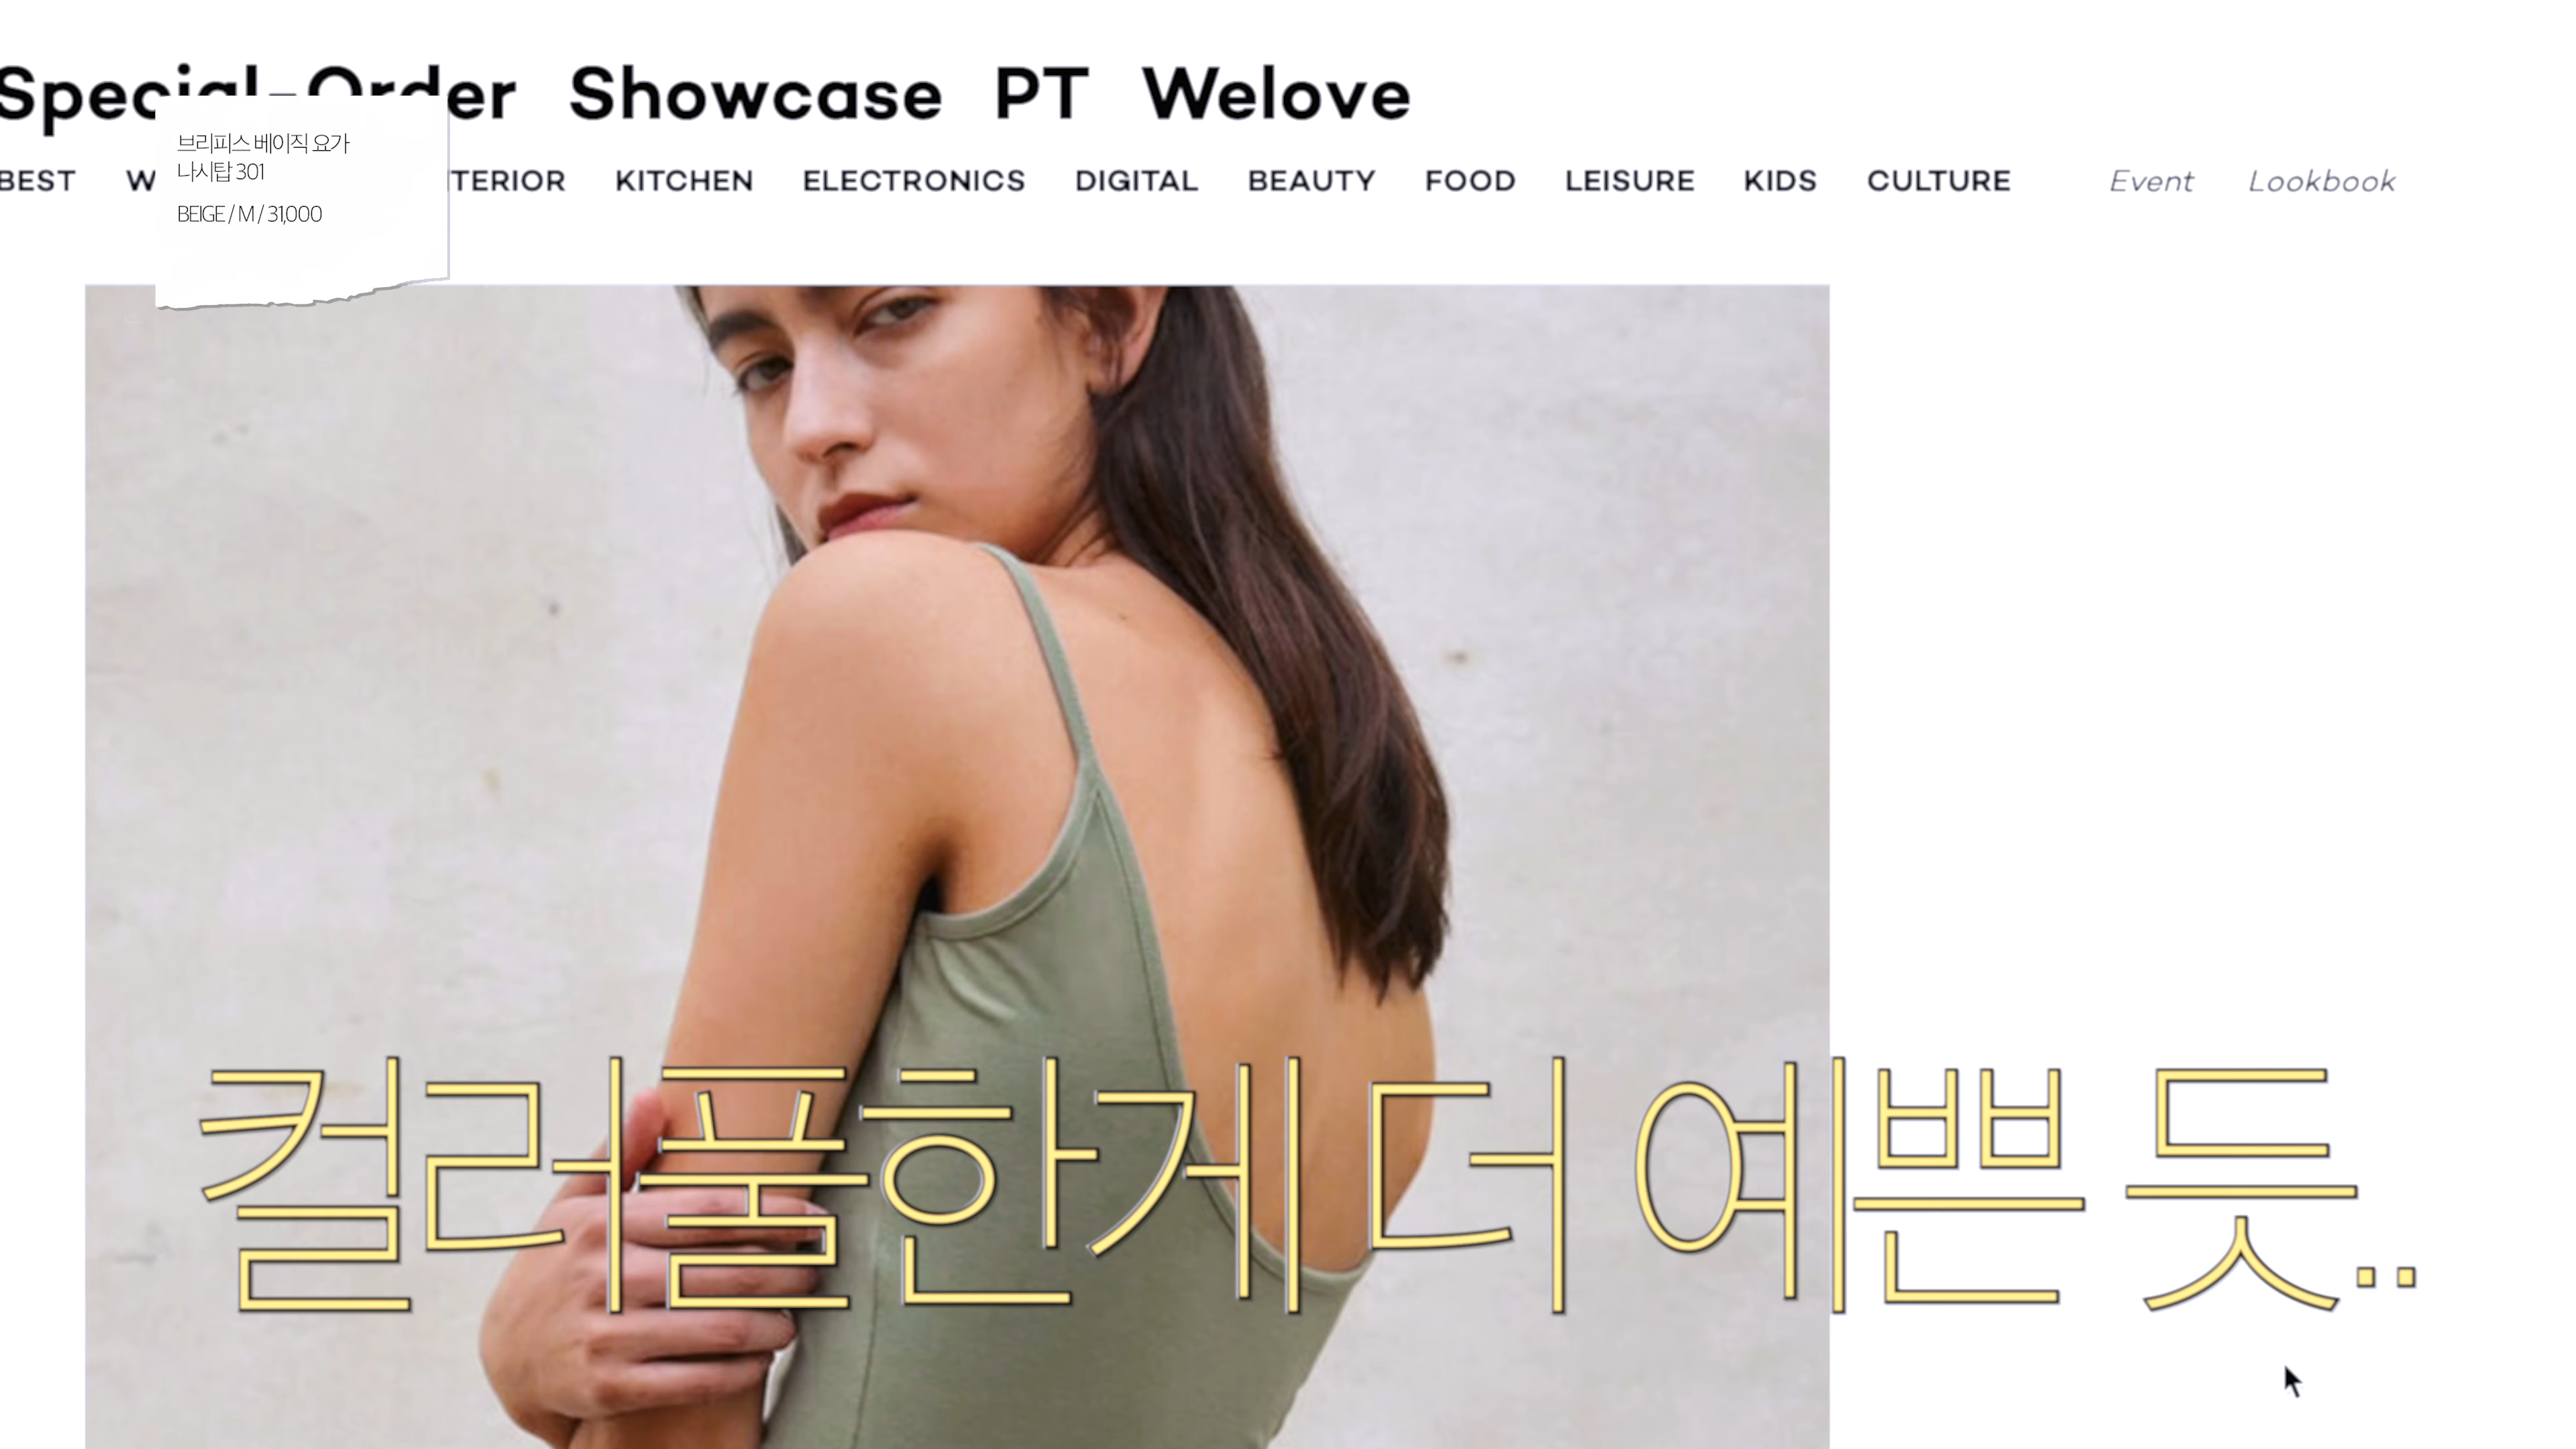 Special-Order Showcase PT Welove
브리피스 베이직 요가
나시탑 301
BEIGE / M / 31,000
BEST W TERIOR KITCHEN ELECTRONICS DIGITAL BEAUTY FOOD LEISURE KIDS CULTURE Event Lookbook
컬러풀한게 더 예쁜 듯..